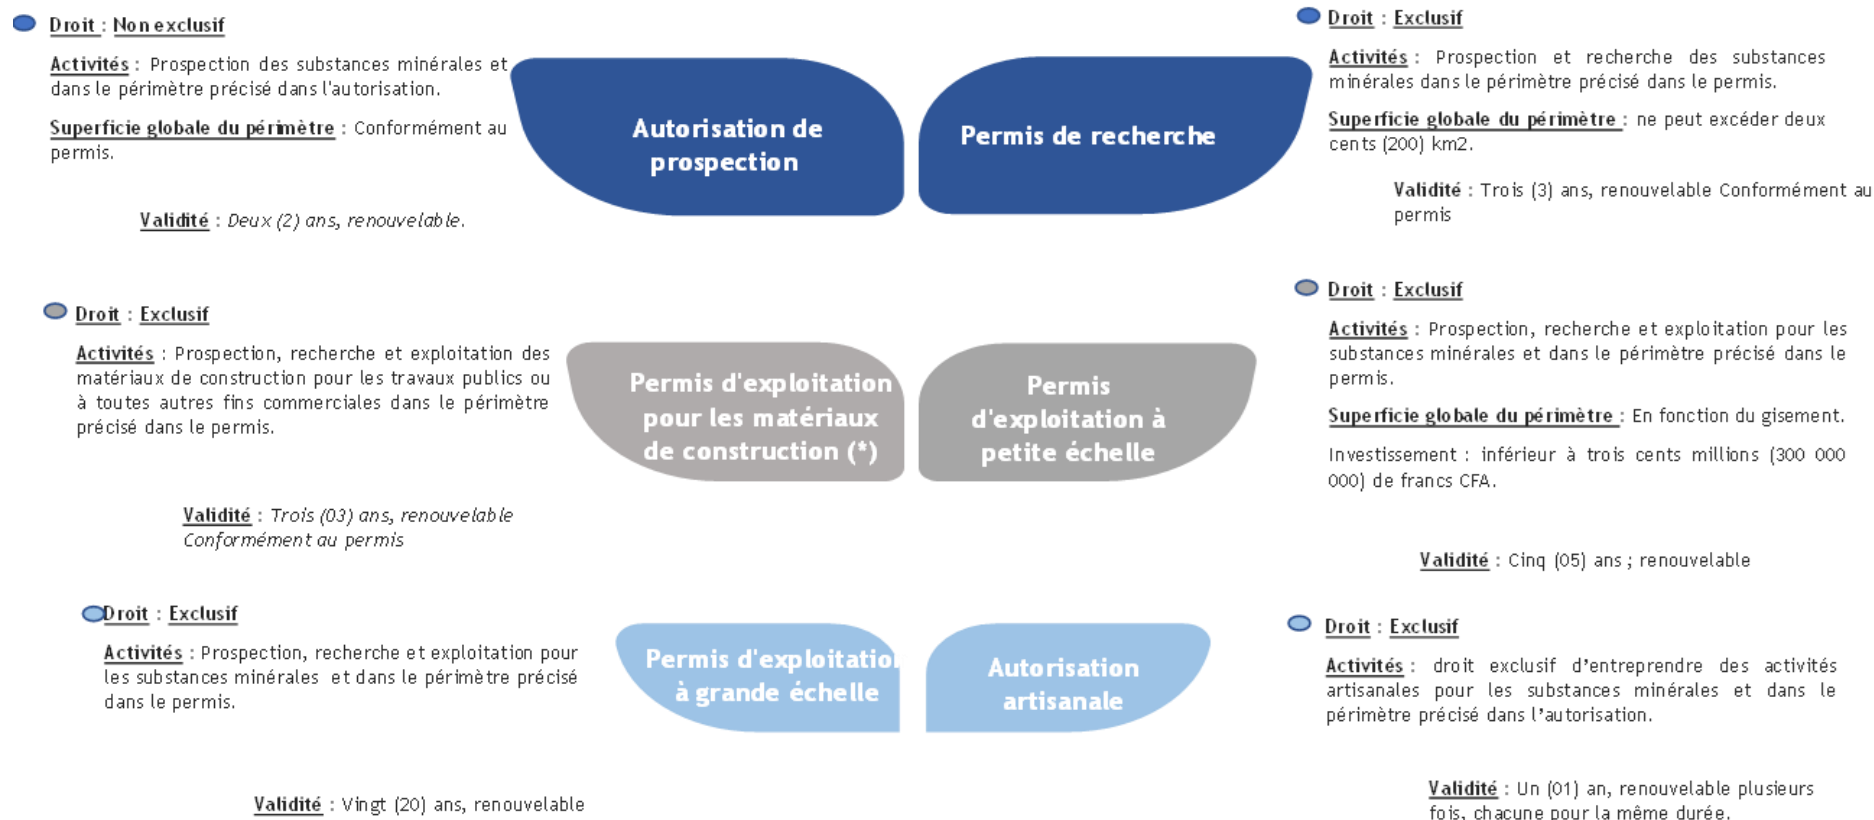 Droit : Non exclusif
Activités : Prospection des substances minérales et
dans le périmètre précisé dans l'autorisation.
Superficie globale du périmètre : Conformément au
permis.
Validité : Deux (2) ans, renouvelable.
Autorisation de
prospection
Permis de recherche
Droit : Exclusif
Activités : Prospection et recherche des substances
minérales dans le périmètre précisé dans le permis.
Superficie globale du périmètre : ne peut excéder deux
cents (200) km2.
Validité : Trois (3) ans, renouvelable Conformément au
permis
Droit : Exclusif
Activités : Prospection, recherche et exploitation des
matériaux de construction pour les travaux publics ou
à toutes autres fins commerciales dans le périmètre
précisé dans le permis.
Validité : Trois (03) ans, renouvelable
Conformément au permis
Permis d'exploitation
pour les matériaux
de construction (*)
Permis
d'exploitation à
petite échelle
Droit : Exclusif
Activités : Prospection, recherche et exploitation pour les
substances minérales et dans le périmètre précisé dans le
permis.
Superficie globale du périmètre : En fonction du gisement.
Investissement : inférieur à trois cents millions (300 000
000) de francs CFA.
Validité : Cinq (05) ans ; renouvelable
Droit : Exclusif
Activités : Prospection, recherche et exploitation pour
les substances minérales et dans le périmètre précisé
dans le permis.
Validité : Vingt (20) ans, renouvelable
Permis d'exploitation
à grande échelle
Autorisation
artisanale
Droit : Exclusif
Activités : droit exclusif d’entreprendre des activités
artisanales pour les substances minérales et dans le
périmètre précisé dans l’autorisation.
Validité : Un (01) an, renouvelable plusieurs
fois, chacune pour la même durée.